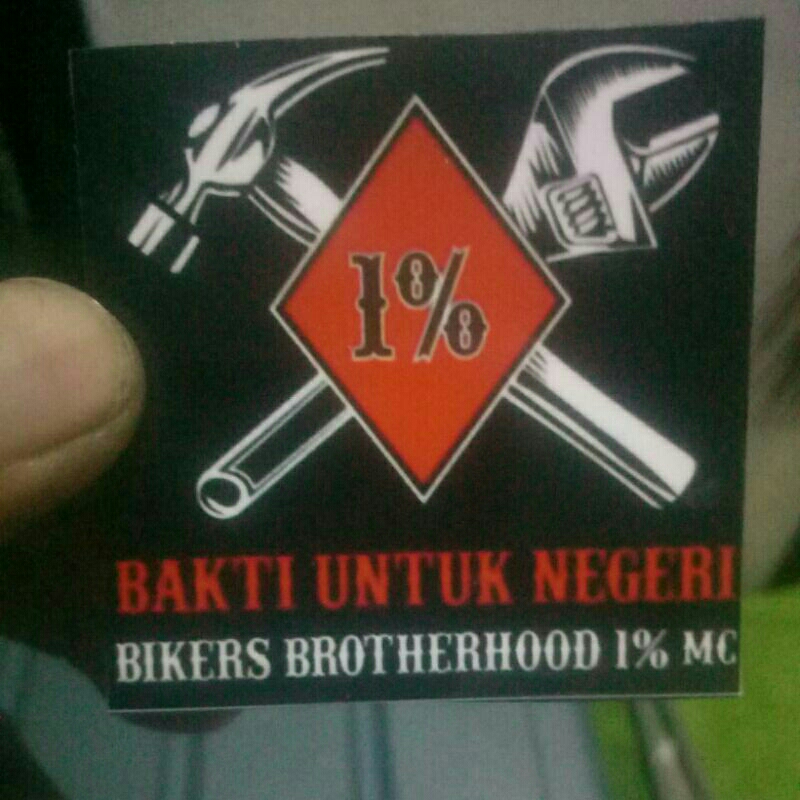 1%
BAKTI UNTUK NEGERI
BIKERS BROTHERHOOD 1% MC